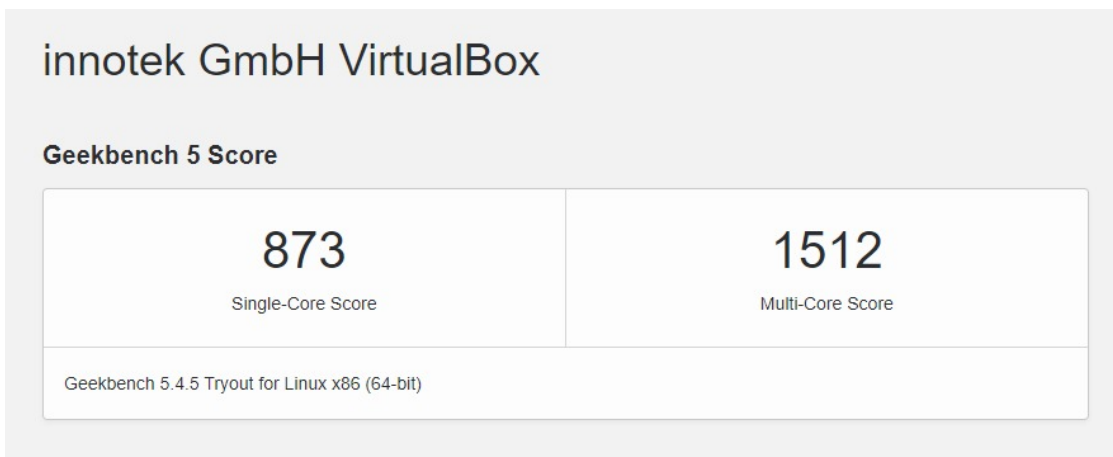 innotek GmbH VirtualBox
Geekbench 5 Score
873
Single-Core Score
1512
Multi-Core Score
Geekbench 5.4.5 Tryout for Linux x86 (64-bit)